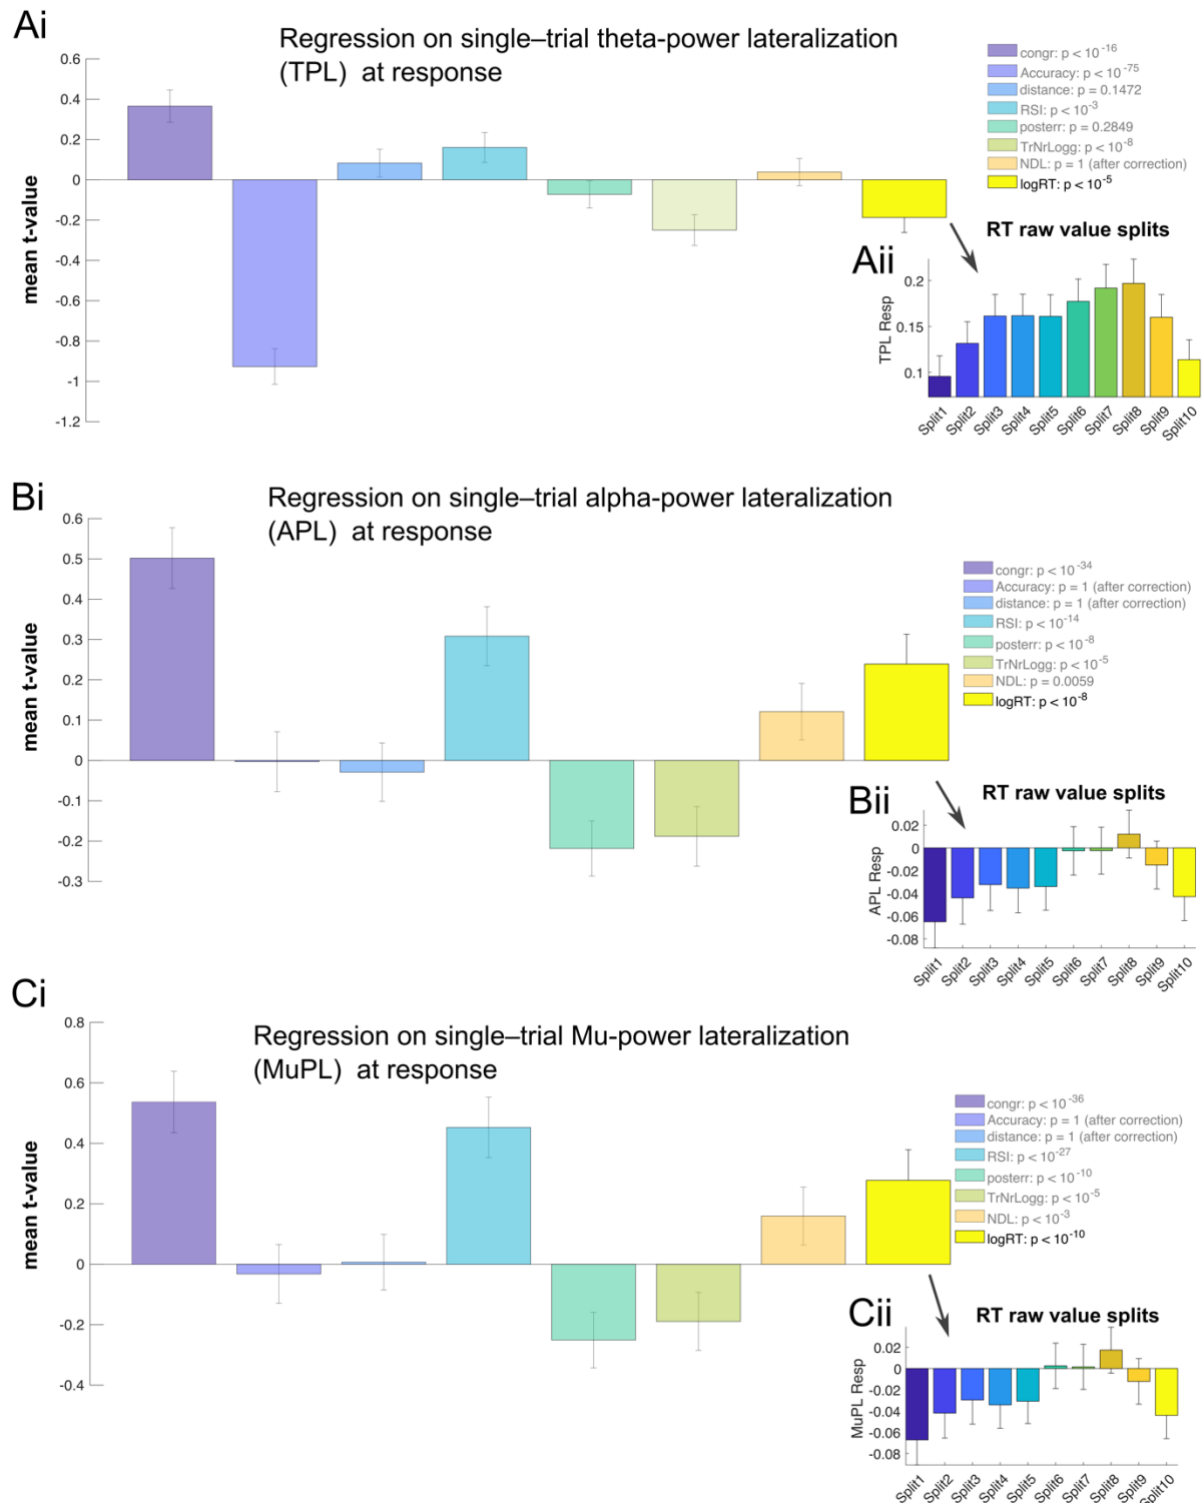 Ai
Regression on single–trial theta-power lateralization
(TPL) at response
mean t-value
0.6
0.4
0.2
0
-0.2
-0.4
-0.6
-0.8
-1
-1.2
congr: p < 10 -16
Accuracy: p < 10 -75
distance: p = 0.1472
RSI: p < 10 -3
posterr: p = 0.2849
TrNrLogg: p < 10 -8
NDL: p = 1 (after correction)
logRT: p < 10 -5
Aii
RT raw value splits
TPL Resp
0.2
0.15
0.1
Split1
Split2
Split3
Split4
Split5
Split6
Split7
Split8
Split9
Split10
Bi
Regression on single–trial alpha-power lateralization
(APL) at response
mean t-value
0.6
0.5
0.4
0.3
0.2
0.1
0
-0.1
-0.2
-0.3
congr: p < 10 -34
Accuracy: p = 1 (after correction)
distance: p = 1 (after correction)
RSI: p < 10 -14
posterr: p < 10 -8
TrNrLogg: p < 10 -5
NDL: p = 0.0059
logRT: p < 10 -8
Bii
RT raw value splits
APL Resp
0.02
0
-0.02
-0.04
-0.06
-0.08
Split1
Split2
Split3
Split4
Split5
Split6
Split7
Split8
Split9
Split10
Ci
Regression on single–trial Mu-power lateralization
(MuPL) at response
mean t-value
0.8
0.6
0.4
0.2
0
-0.2
-0.4
congr: p < 10 -36
Accuracy: p = 1 (after correction)
distance: p = 1 (after correction)
RSI: p < 10 -27
posterr: p < 10 -10
TrNrLogg: p < 10 -5
NDL: p < 10 -3
logRT: p < 10 -10
Cii
RT raw value splits
MuPL Resp
0.02
0
-0.02
-0.04
-0.06
-0.08
Split1
Split2
Split3
Split4
Split5
Split6
Split7
Split8
Split9
Split10